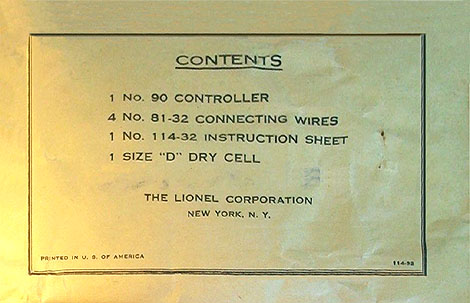 CONTENTS
1 No. 90 CONTROLLER
4 No. 81-32 CONNECTING WIRES
1 No. 114-32 INSTRUCTION SHEET
1 SIZE "D" DRY CELL
THE LIONEL CORPORATION
NEW YORK, N. Y.
PRINTED IN U. S. OF AMERICA
114-32